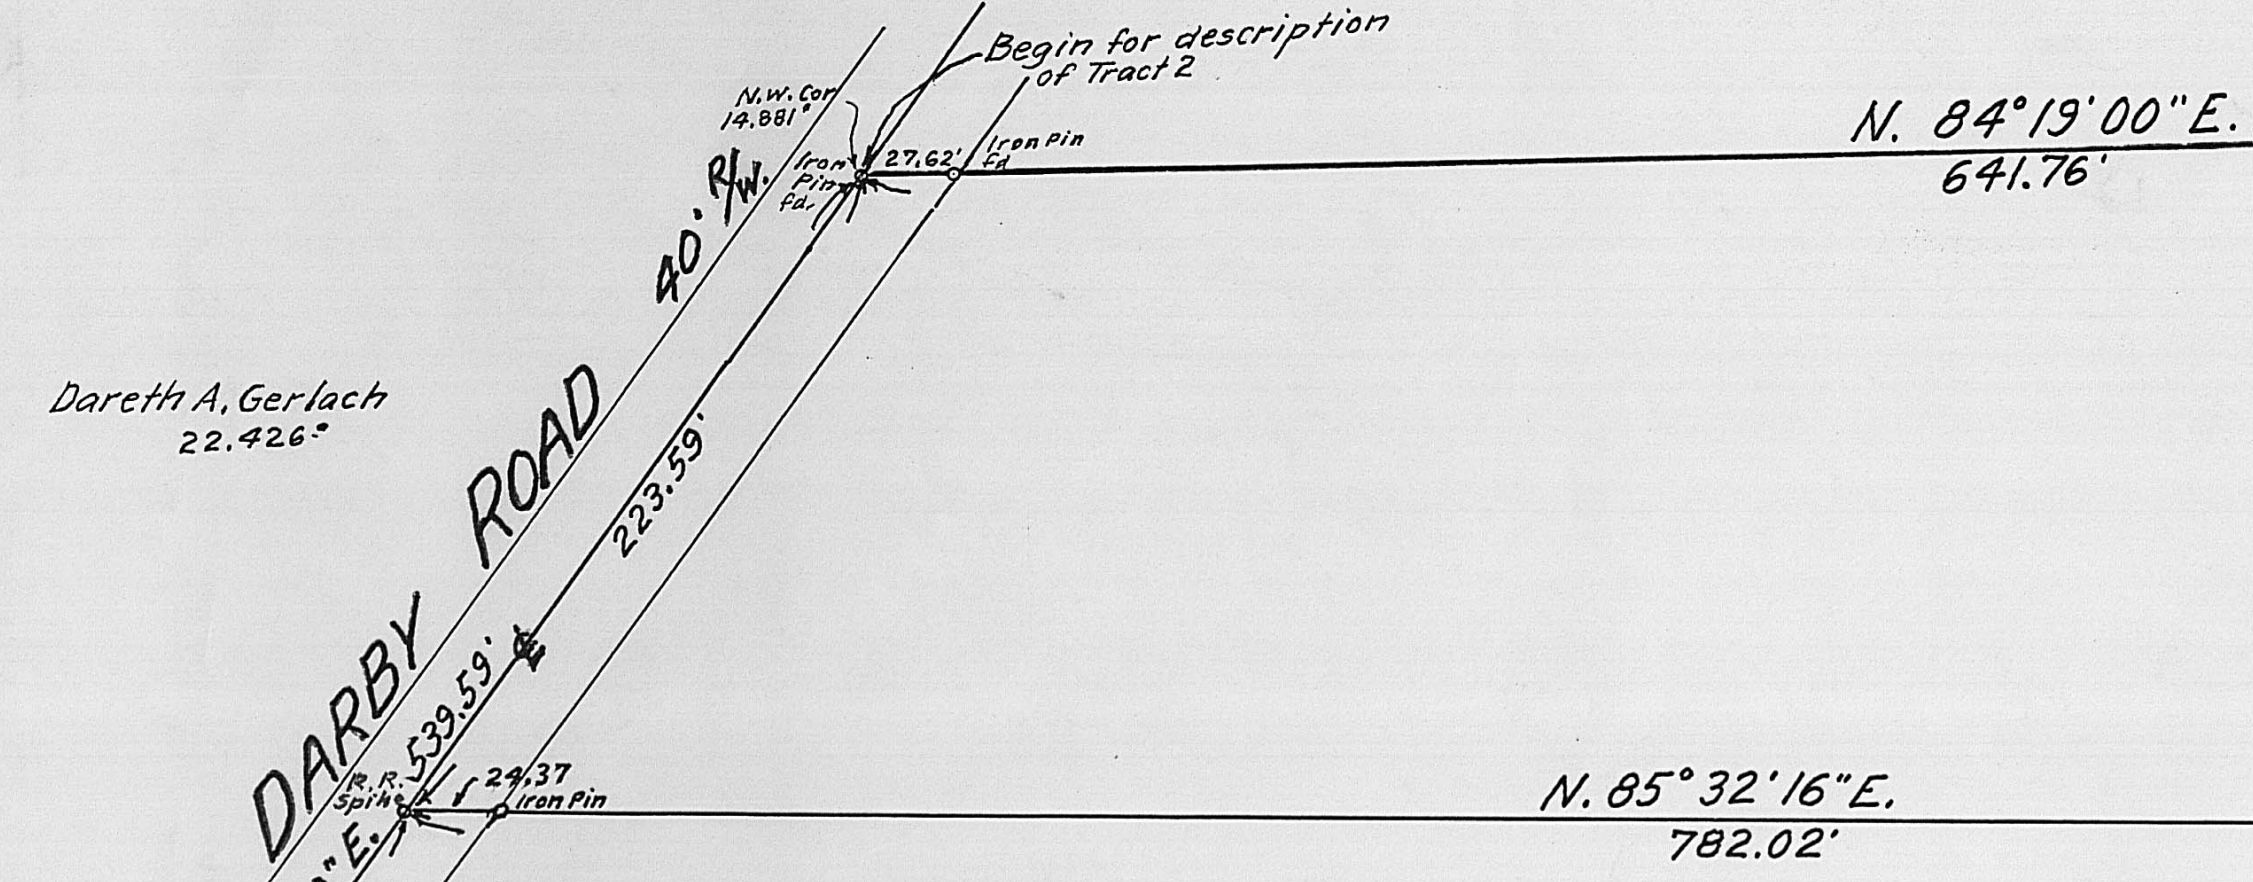 Begin for description
of Tract 2
N.W. Cor
14.881ª
Iron Pin
fd
27.62'
Iron
Pin
fd.
N. 84°19'00"E.
641.76'
40' R/W.
Dareth A. Gerlach
22.426ª
223.59'
DARBY ROAD
539.59' ℄
R.R.
Spike
24.37
Iron Pin
"E.
N. 85°32'16"E.
782.02'